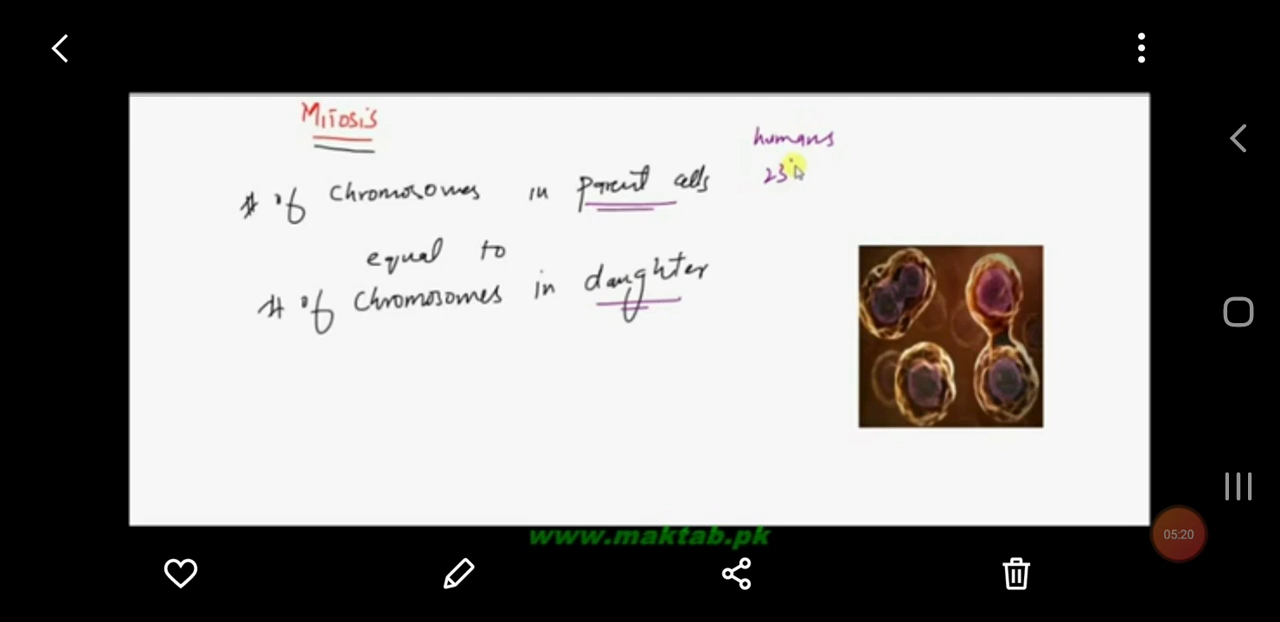 Mitosis
humans
23
# of Chromosomes in Parent cells
equal to
# of Chromosomes in daughter
www.maktab.pk
05:20